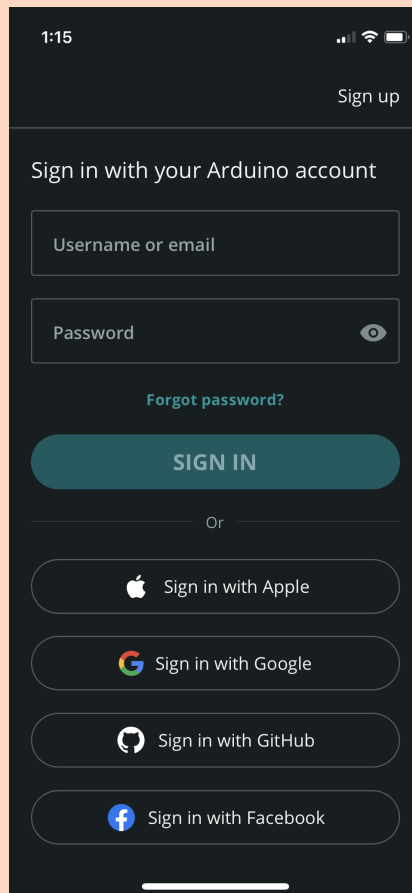 1:15
Sign up
Sign in with your Arduino account
Username or email
Password
Forgot password?
SIGN IN
Or
Sign in with Apple
Sign in with Google
Sign in with GitHub
Sign in with Facebook